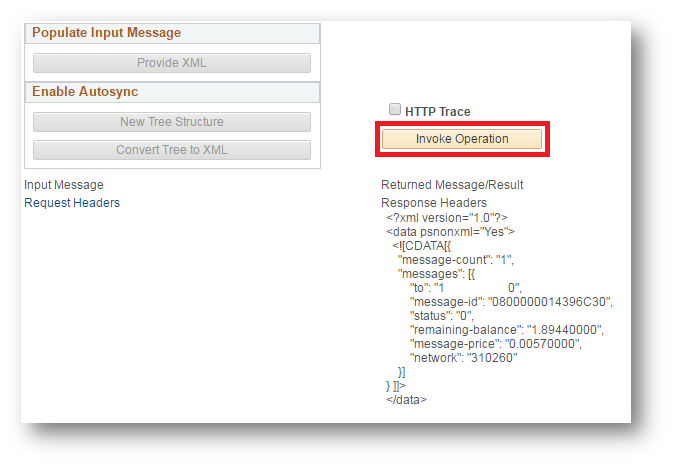 Populate Input Message
Provide XML
Enable Autosync
New Tree Structure
Convert Tree to XML
HTTP Trace
Invoke Operation
Input Message
Request Headers
Returned Message/Result
Response Headers
<?xml version="1.0"?>
<data psnonxml="Yes">
<![CDATA[{
"message-count": "1",
"messages": [{
"to": "1 0",
"message-id": "0800000014396C30",
"status": "0",
"remaining-balance": "1.89440000",
"message-price": "0.00570000",
"network": "310260"
}]
} ]]>
</data>